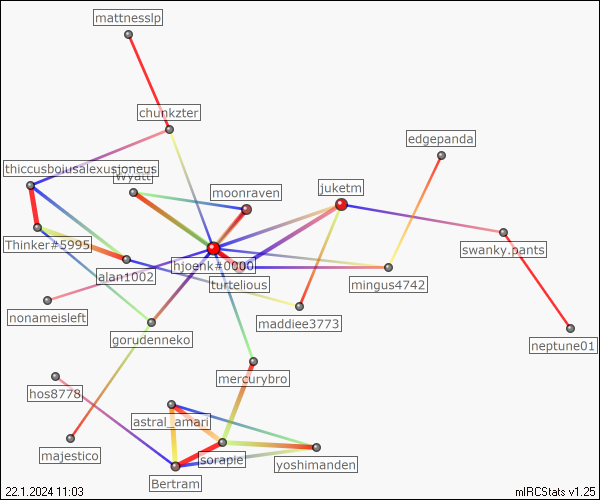 mattnesslp
chunkzter
edgepanda
thiccusboiusalexusioneus
Wyatt
juketm
moonraven
Thinker#5995
swanky.pants
hjoenk#0000
alan1002
turtelious
mingus4742
nonameisleft
maddiee3773
gorudenneko
neptune01
mercurybro
hos8778
astral_amari
majestico
sorapie
yoshimanden
Bertram
22.1.2024 11:03
mIRCStats v1.25